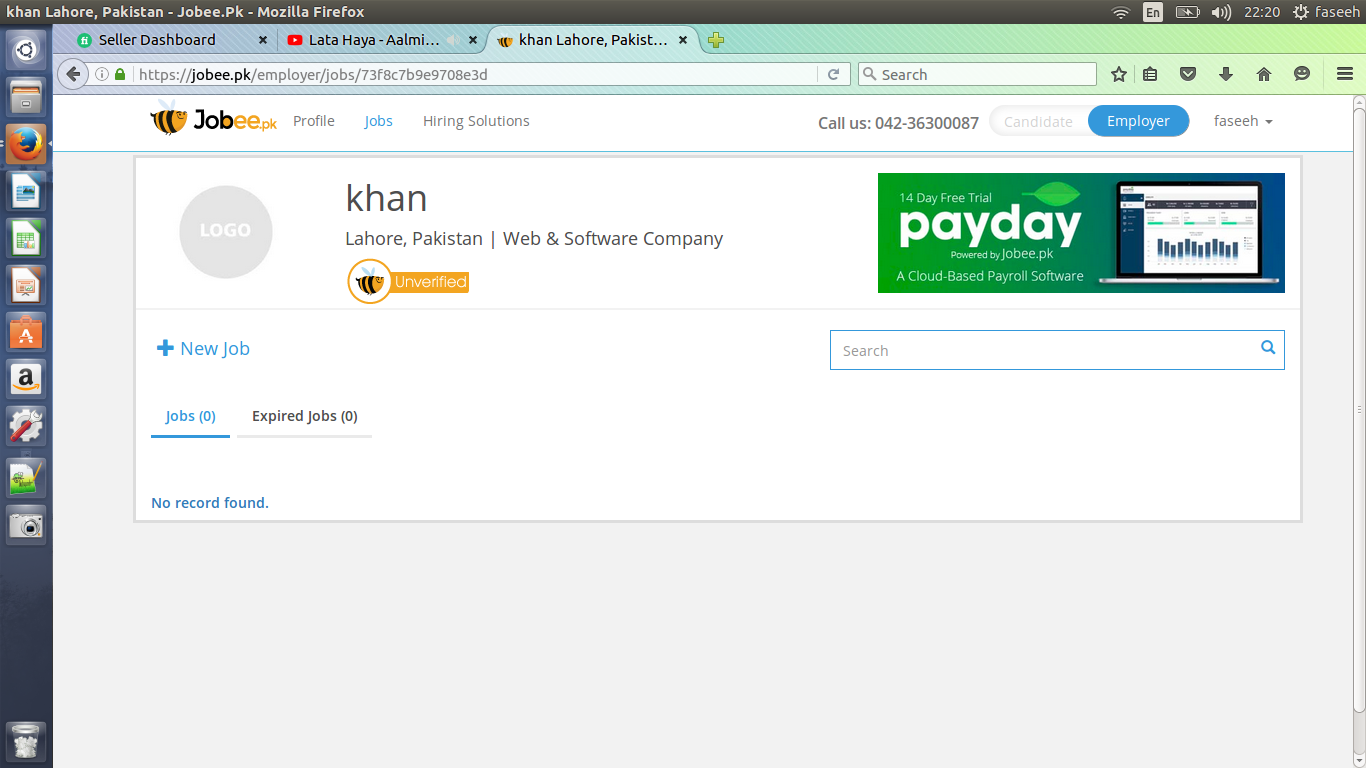 khan Lahore, Pakistan - Jobee.Pk - Mozilla Firefox
En
22:20
faseeh
Seller Dashboard
Lata Haya - Aalmi...
khan Lahore, Pakist...
https://jobee.pk/employer/jobs/73f8c7b9e9708e3d
Search
Jobee.pk
Profile
Jobs
Hiring Solutions
Call us: 042-36300087
Candidate
Employer
faseeh
LOGO
khan
Lahore, Pakistan | Web & Software Company
Unverified
14 Day Free Trial
payday
Powered by Jobee.pk
A Cloud-Based Payroll Software
New Job
Search
Jobs (0)
Expired Jobs (0)
No record found.